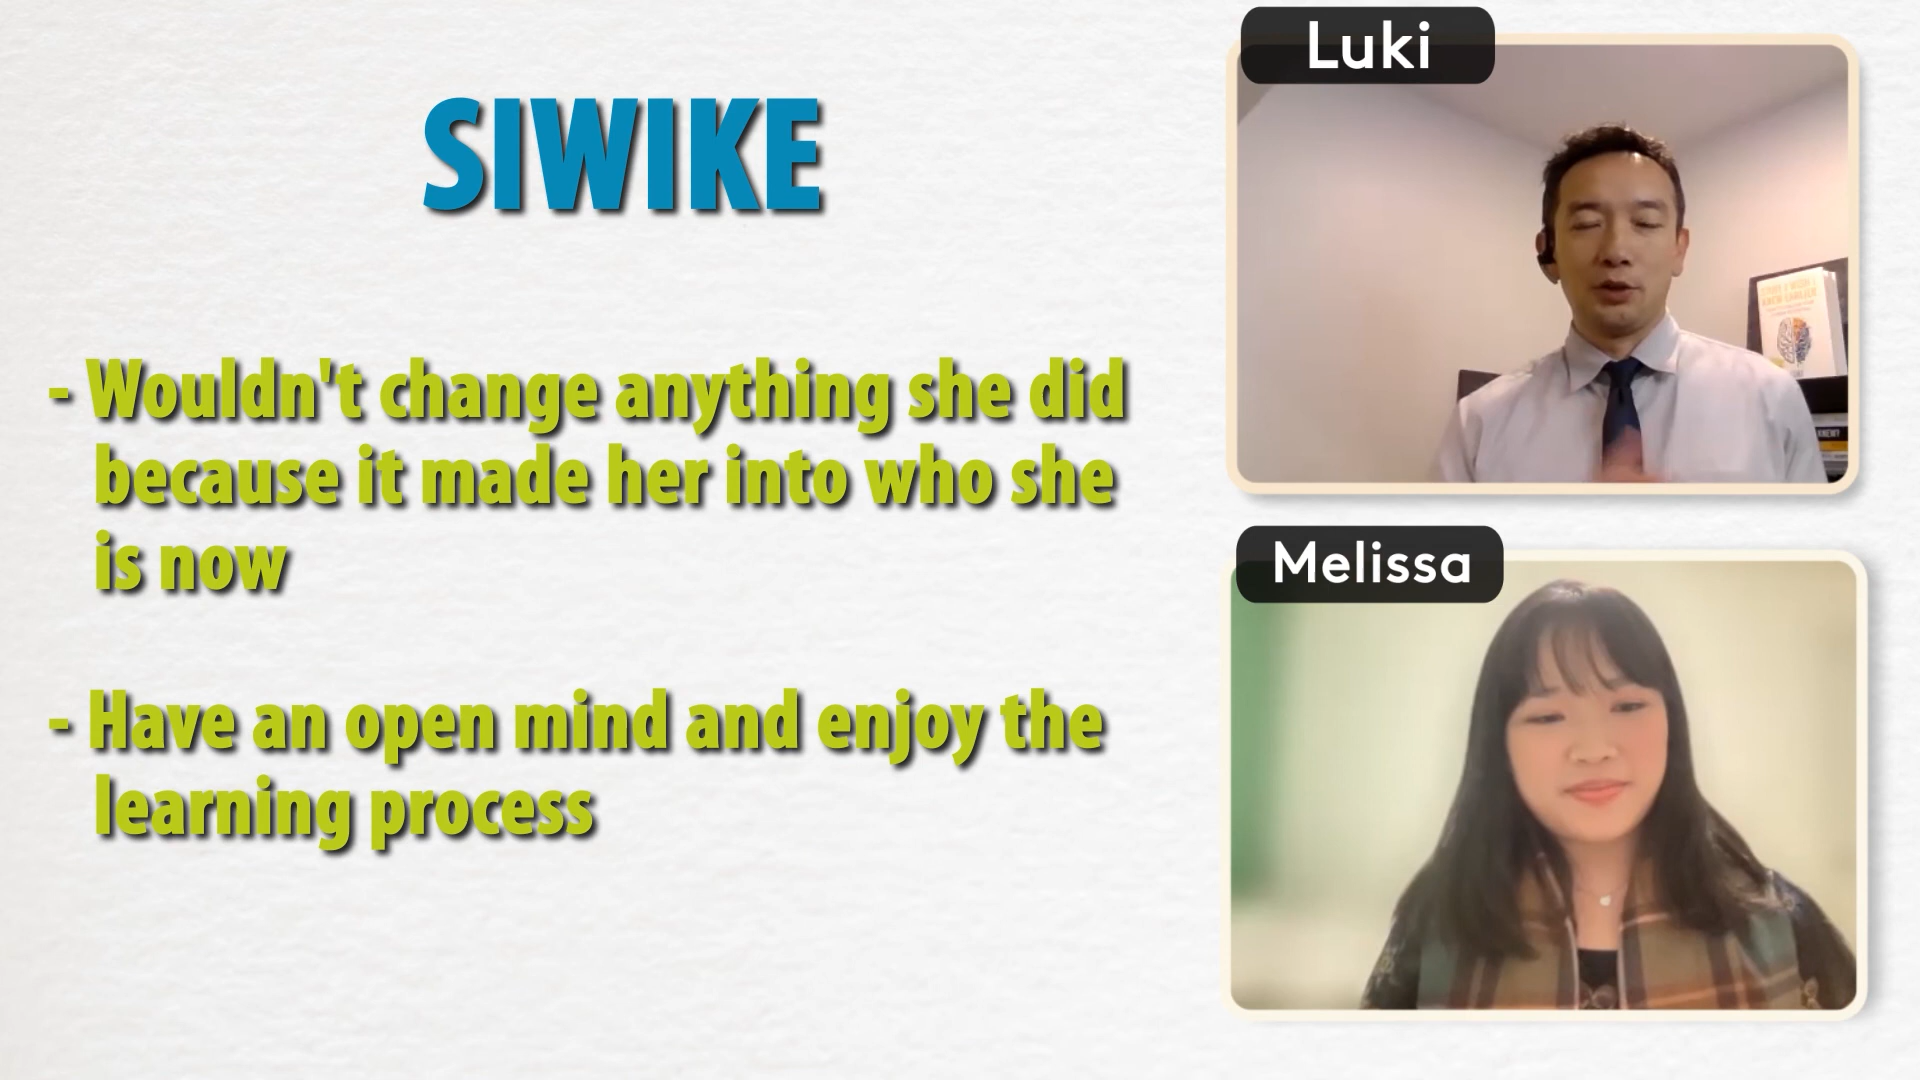 SIWIKE
- Wouldn't change anything she did
because it made her into who she
is now
- Have an open mind and enjoy the
learning process
Luki
Melissa